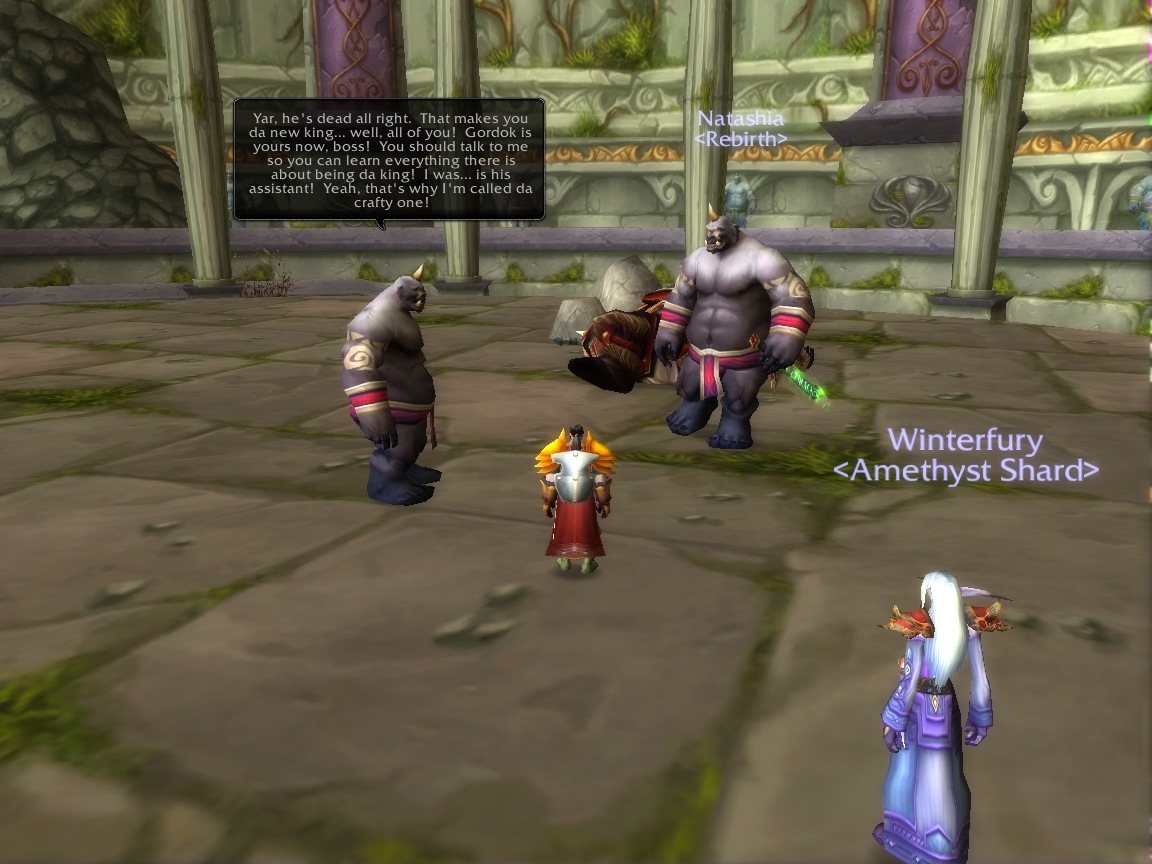 Yar, he's dead all right.  That makes you
da new king... well, all of you!  Gordok is
yours now, boss!  You should talk to me
so you can learn everything there is
about being da king!  I was... is his
assistant!  Yeah, that's why I'm called da
crafty one!
Natashia
<Rebirth>
Winterfury
<Amethyst Shard>